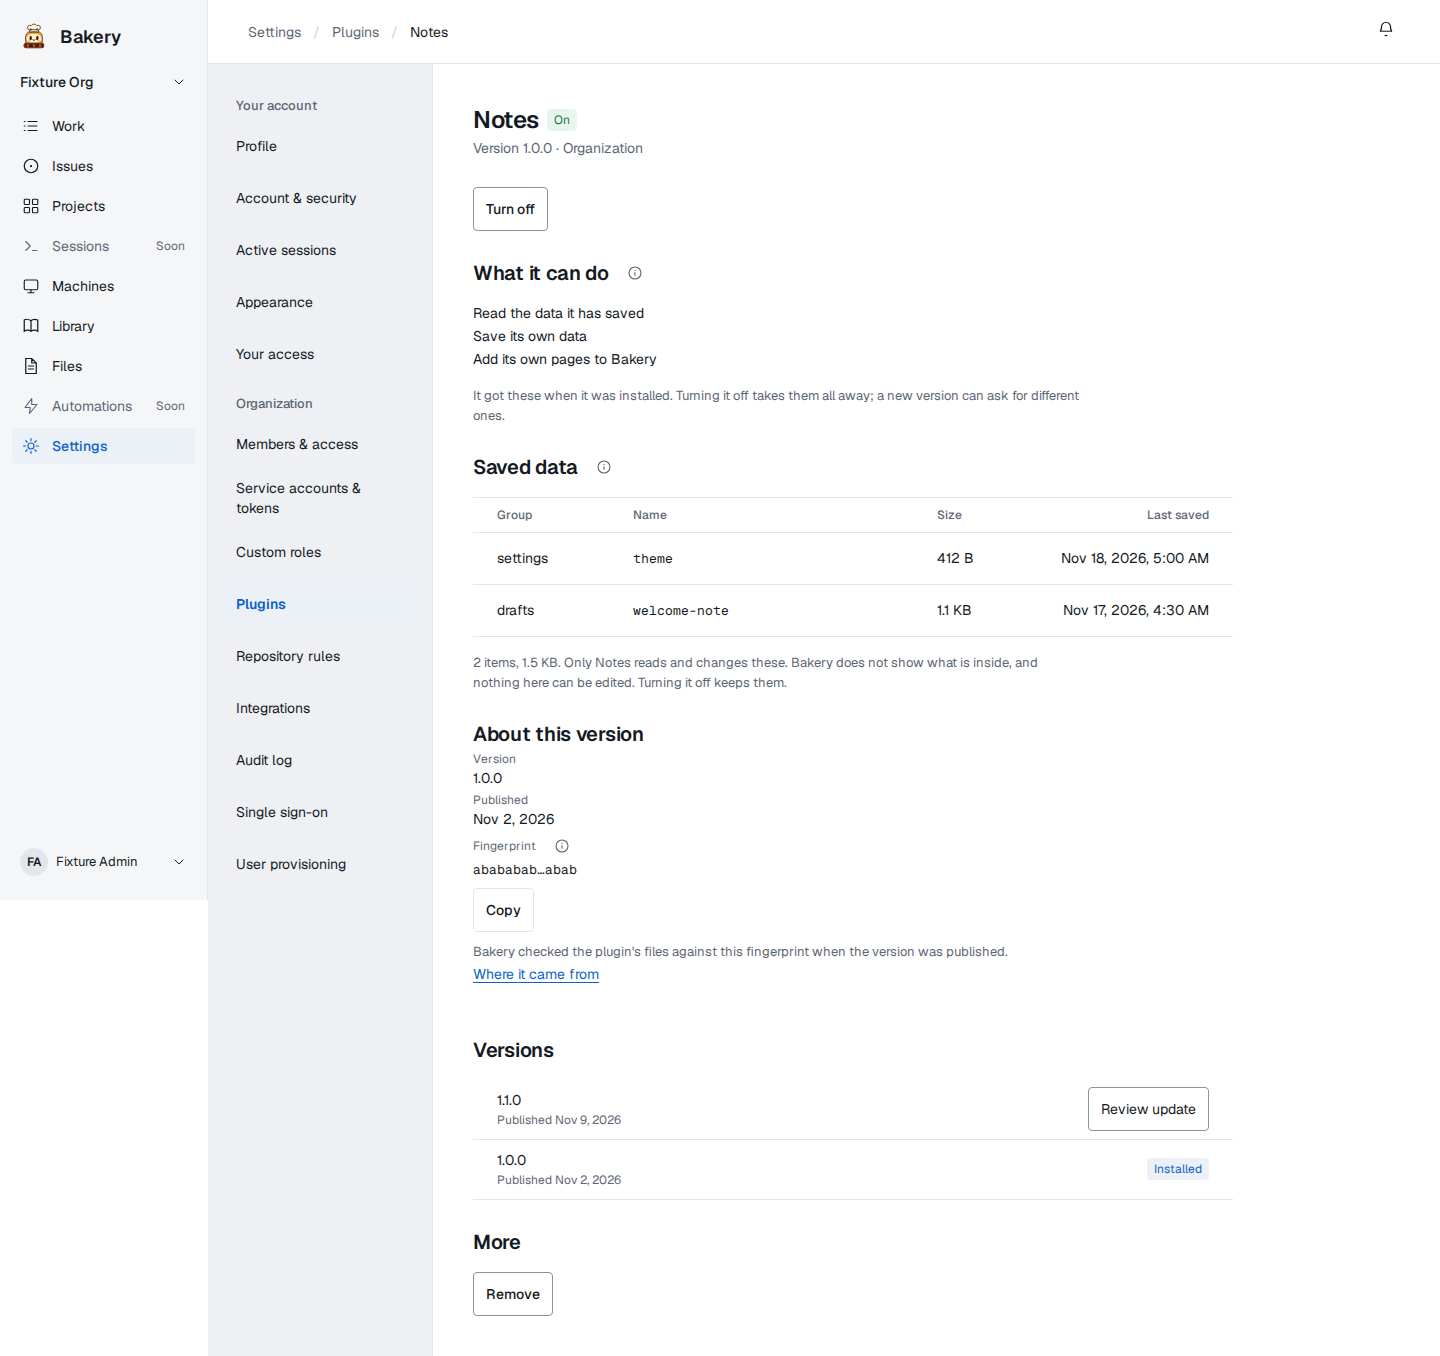 Bakery
Fixture Org
Work
Issues
Projects
Sessions Soon
Machines
Library
Files
Automations Soon
Settings
FA Fixture Admin
Settings / Plugins / Notes
Your account
Profile
Account & security
Active sessions
Appearance
Your access
Organization
Members & access
Service accounts &
tokens
Custom roles
Plugins
Repository rules
Integrations
Audit log
Single sign-on
User provisioning
Notes On
Version 1.0.0 · Organization
Turn off
What it can do
Read the data it has saved
Save its own data
Add its own pages to Bakery
It got these when it was installed. Turning it off takes them all away; a new version can ask for different
ones.
Saved data
Group Name Size Last saved
settings theme 412 B Nov 18, 2026, 5:00 AM
drafts welcome-note 1.1 KB Nov 17, 2026, 4:30 AM
2 items, 1.5 KB. Only Notes reads and changes these. Bakery does not show what is inside, and
nothing here can be edited. Turning it off keeps them.
About this version
Version
1.0.0
Published
Nov 2, 2026
Fingerprint
abababab…abab
Copy
Bakery checked the plugin's files against this fingerprint when the version was published.
Where it came from
Versions
1.1.0
Published Nov 9, 2026
Review update
1.0.0
Published Nov 2, 2026
Installed
More
Remove